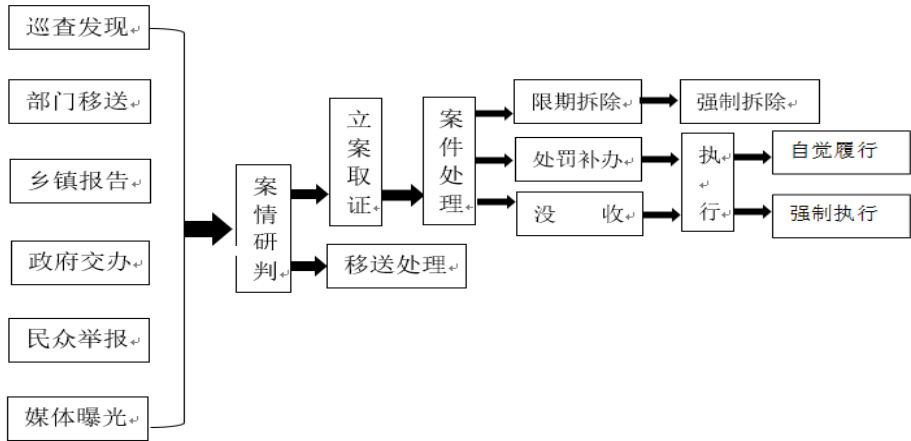 巡查发现
部门移送
乡镇报告
政府交办
民众举报
媒体曝光
案情研判
立案取证
移送处理
案件处理
限期拆除
处罚补办
没 收
强制拆除
执行
自觉履行
强制执行